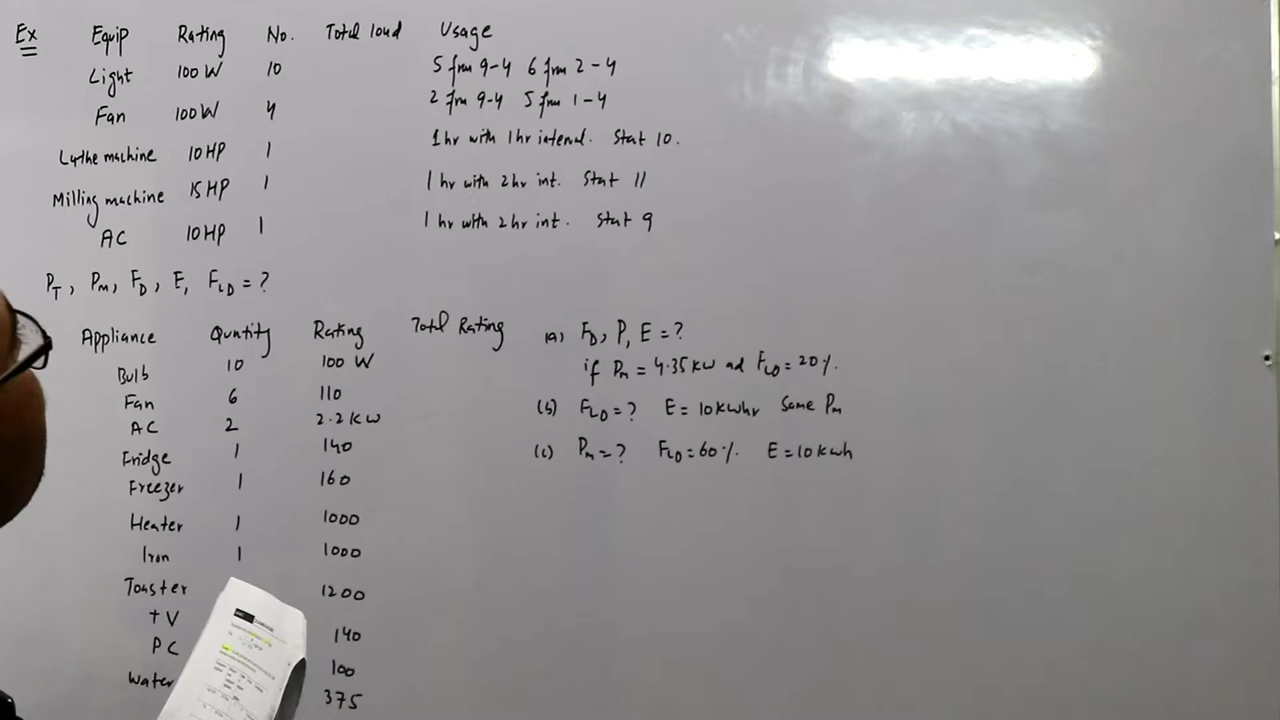 Ex Equip Rating No. Total load Usage
Light 100 W 10 5 frm 9-4 6 frm 2-4
Fan 100 W 4 2 frm 9-4 5 frm 1-4
Lathe machine 10 HP 1 1 hr with 1 hr interval. Start 10.
Milling machine 15 HP 1 1 hr with 2 hr int. Start 11
AC 10 HP 1 1 hr with 2 hr int. Start 9
PT, Pm, FD, E, FLD = ?
Appliance Quntity Rating Total Rating
Bulb 10 100 W
Fan 6 110
AC 2 2.2 KW
Fridge 1 140
Freezer 1 160
Heater 1 1000
Iron 1 1000
Toaster 1200
TV 140
PC 100
Water 375
(a) FD, P, E = ?
if Pm = 4.35 KW ad FLD = 20%.
(b) FLD = ? E = 10 Kwhr Same Pm
(c) Pm = ? FLD = 60% E = 10 Kwh